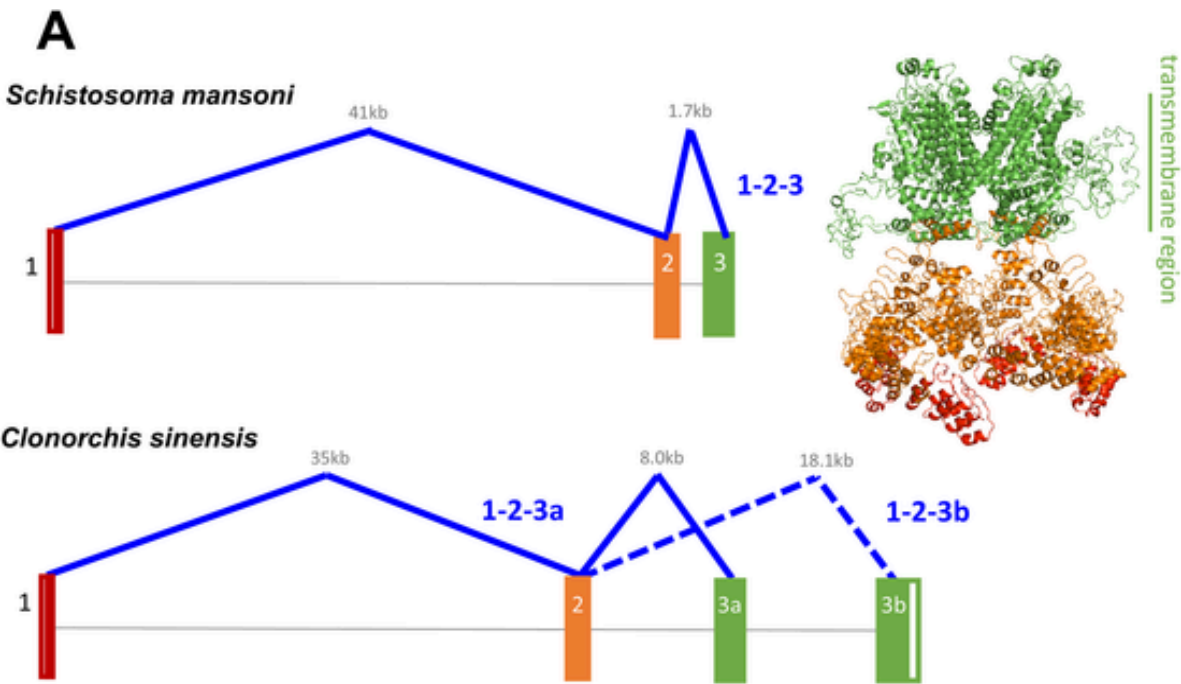 A
Schistosoma mansoni
41kb
1.7kb
1-2-3
1
2
3
transmembrane region
Clonorchis sinensis
35kb
8.0kb
18.1kb
1-2-3a
1-2-3b
1
2
3a
3b